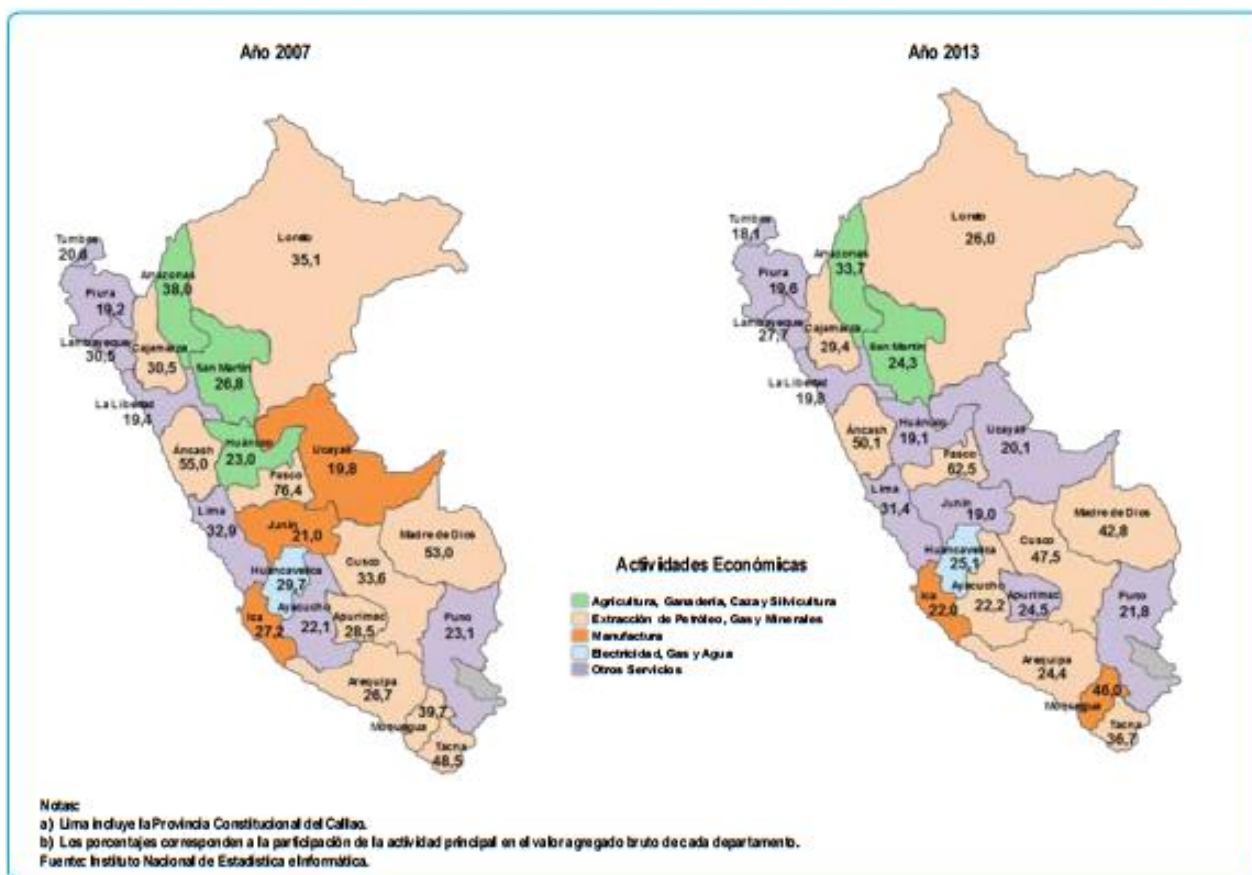 Año 2007
Año 2013
Tumbes
20,6
Piura
19,2
Lambayeque
30,5
Amazonas
38,0
Cajamarca
30,5
San Martín
26,8
Loreto
35,1
La Libertad
19,4
Áncash
55,0
Huánuco
23,0
Ucayali
19,8
Pasco
76,4
Lima
32,9
Junín
21,0
Madre de Dios
53,0
Cusco
33,6
Huancavelica
29,7
Ica
27,2
Ayacucho
22,1
Apurímac
28,5
Puno
23,1
Arequipa
26,7
39,7
Moquegua
Tacna
48,5
Actividades Económicas
Agricultura, Ganadería, Caza y Silvicultura
Extracción de Petróleo, Gas y Minerales
Manufactura
Electricidad, Gas y Agua
Otros Servicios
Tumbes
18,1
Piura
19,6
Lambayeque
27,7
Amazonas
33,7
Cajamarca
29,4
San Martín
24,3
Loreto
26,0
La Libertad
19,8
Áncash
50,1
Huánuco
19,1
Ucayali
20,1
Pasco
62,5
Lima
31,4
Junín
19,0
Madre de Dios
42,8
Cusco
47,5
Huancavelica
25,1
Ica
22,0
Ayacucho
22,2
Apurímac
24,5
Puno
21,8
Arequipa
24,4
46,0
Moquegua
Tacna
36,7
Notas:
a) Lima incluye la Provincia Constitucional del Callao.
b) Los porcentajes corresponden a la participación de la actividad principal en el valor agregado bruto de cada departamento.
Fuente: Instituto Nacional de Estadística e Informática.